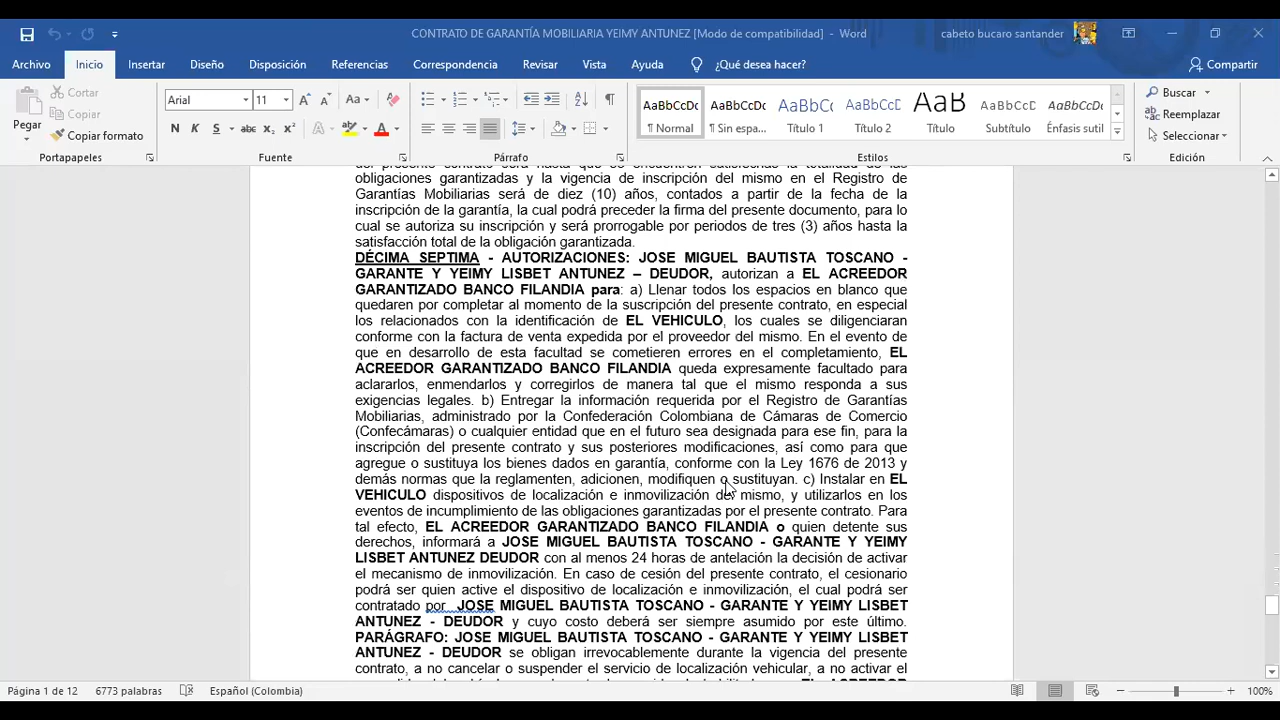 CONTRATO DE GARANTÍA MOBILIARIA YEIMY ANTUNEZ [Modo de compatibilidad] - Word
cabeto bucaro santander
Archivo Inicio Insertar Diseño Disposición Referencias Correspondencia Revisar Vista Ayuda ¿Qué desea hacer? Compartir
Pegar
Cortar
Copiar
Copiar formato
Portapapeles
Arial 11
N K S abc x₂ x²
Fuente
Párrafo
AaBbCcDc AaBbCcDc AaBbCc AaBbCcD AaB AaBbCcD AaBbCcDc
¶ Normal ¶ Sin espa... Título 1 Título 2 Título Subtítulo Énfasis sutil
Estilos
Buscar
Reemplazar
Seleccionar
Edición
obligaciones garantizadas y la vigencia de inscripción del mismo en el Registro de
Garantías Mobiliarias será de diez (10) años, contados a partir de la fecha de la
inscripción de la garantía, la cual podrá preceder la firma del presente documento, para lo
cual se autoriza su inscripción y será prorrogable por periodos de tres (3) años hasta la
satisfacción total de la obligación garantizada.
DÉCIMA SEPTIMA - AUTORIZACIONES: JOSE MIGUEL BAUTISTA TOSCANO -
GARANTE Y YEIMY LISBET ANTUNEZ – DEUDOR, autorizan a EL ACREEDOR
GARANTIZADO BANCO FILANDIA para: a) Llenar todos los espacios en blanco que
quedaren por completar al momento de la suscripción del presente contrato, en especial
los relacionados con la identificación de EL VEHICULO, los cuales se diligenciaran
conforme con la factura de venta expedida por el proveedor del mismo. En el evento de
que en desarrollo de esta facultad se cometieren errores en el completamiento, EL
ACREEDOR GARANTIZADO BANCO FILANDIA queda expresamente facultado para
aclararlos, enmendarlos y corregirlos de manera tal que el mismo responda a sus
exigencias legales. b) Entregar la información requerida por el Registro de Garantías
Mobiliarias, administrado por la Confederación Colombiana de Cámaras de Comercio
(Confecámaras) o cualquier entidad que en el futuro sea designada para ese fin, para la
inscripción del presente contrato y sus posteriores modificaciones, así como para que
agregue o sustituya los bienes dados en garantía, conforme con la Ley 1676 de 2013 y
demás normas que la reglamenten, adicionen, modifiquen o sustituyan. c) Instalar en EL
VEHICULO dispositivos de localización e inmovilización del mismo, y utilizarlos en los
eventos de incumplimiento de las obligaciones garantizadas por el presente contrato. Para
tal efecto, EL ACREEDOR GARANTIZADO BANCO FILANDIA o quien detente sus
derechos, informará a JOSE MIGUEL BAUTISTA TOSCANO - GARANTE Y YEIMY
LISBET ANTUNEZ DEUDOR con al menos 24 horas de antelación la decisión de activar
el mecanismo de inmovilización. En caso de cesión del presente contrato, el cesionario
podrá ser quien active el dispositivo de localización e inmovilización, el cual podrá ser
contratado por JOSE MIGUEL BAUTISTA TOSCANO - GARANTE Y YEIMY LISBET
ANTUNEZ - DEUDOR y cuyo costo deberá ser siempre asumido por este último.
PARÁGRAFO: JOSE MIGUEL BAUTISTA TOSCANO - GARANTE Y YEIMY LISBET
ANTUNEZ - DEUDOR se obligan irrevocablemente durante la vigencia del presente
contrato, a no cancelar o suspender el servicio de localización vehicular, a no activar el
Página 1 de 12 6773 palabras Español (Colombia) 100%